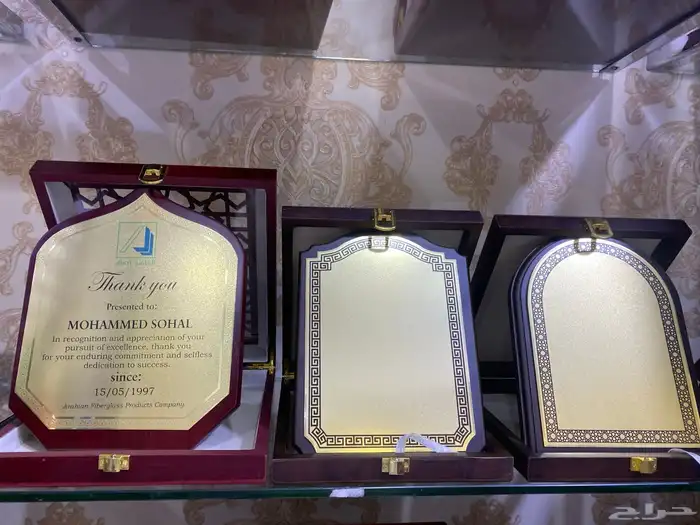 Thank you
Presented to:
MOHAMMED SOHAL
In recognition and appreciation of your
pursuit of excellence, thank you
for your enduring commitment and selfless
dedication to success.
since:
15/05/1997
Arabian Fiberglass Products Company
حراج